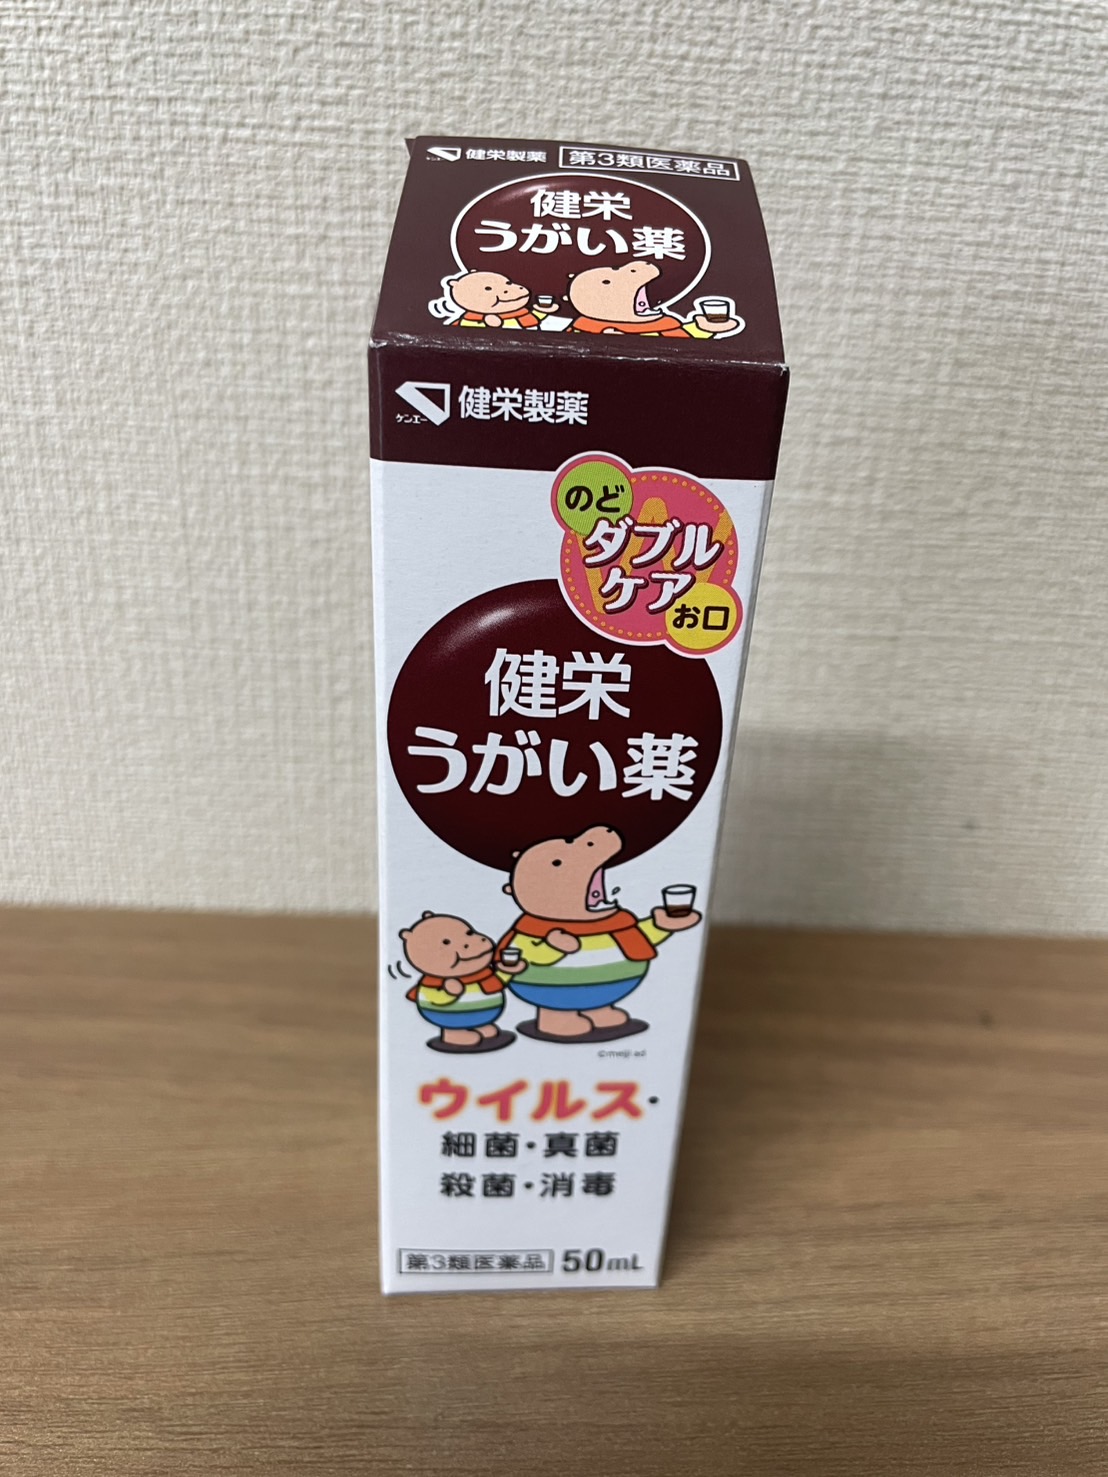 健栄製薬 第3類医薬品
健栄
うがい薬
ケンエー 健栄製薬
のど
ダブル
ケア
お口
健栄
うがい薬
©meiji ad
ウイルス・
細菌・真菌
殺菌・消毒
第3類医薬品 50mL